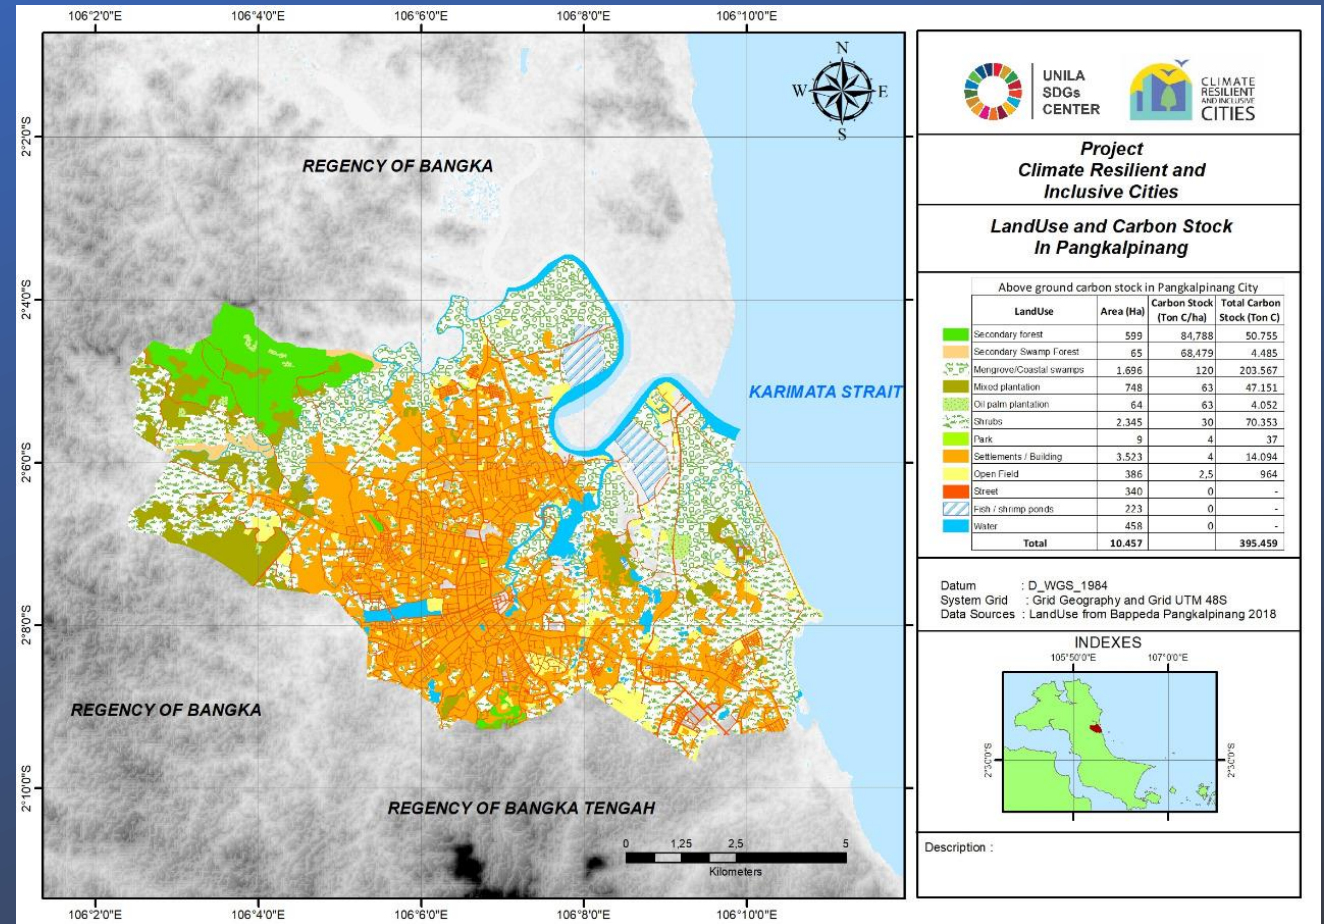 106°2'0"E 106°4'0"E 106°6'0"E 106°8'0"E 106°10'0"E
2°2'0"S
2°4'0"S
2°6'0"S
2°8'0"S
2°10'0"S
N
W E
S
REGENCY OF BANGKA
KARIMATA STRAIT
REGENCY OF BANGKA
REGENCY OF BANGKA TENGAH
0 1,25 2,5 5
Kilometers
106°2'0"E 106°4'0"E 106°6'0"E 106°8'0"E 106°10'0"E
UNILA
SDGs
CENTER
CLIMATE
RESILIENT
AND INCLUSIVE
CITIES
Project
Climate Resilient and
Inclusive Cities
LandUse and Carbon Stock
In Pangkalpinang
Above ground carbon stock in Pangkalpinang City
LandUse Area (Ha) Carbon Stock (Ton C/ha) Total Carbon Stock (Ton C)
Secondary forest 599 84,788 50.755
Secondary Swamp Forest 65 68,479 4.485
Mengrove/Coastal swamps 1.696 120 203.567
Mixed plantation 748 63 47.151
Oil palm plantation 64 63 4.052
Shrubs 2.345 30 70.353
Park 9 4 37
Settlements / Building 3.523 4 14.094
Open Field 386 2,5 964
Street 340 0 -
Fish / shrimp ponds 223 0 -
Water 458 0 -
Total 10.457 395.459
Datum : D_WGS_1984
System Grid : Grid Geography and Grid UTM 48S
Data Sources : LandUse from Bappeda Pangkalpinang 2018
INDEXES
105°50'0"E 107°0'0"E
2°30'0"S 2°30'0"S
Description :